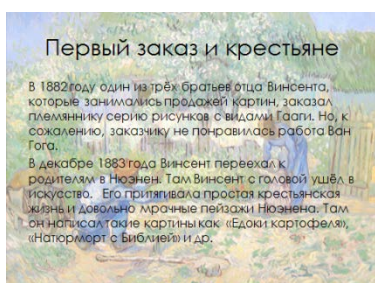 Первый заказ и крестьяне
В 1882 году один из трёх братьев отца Винсента,
которые занимались продажей картин, заказал
племяннику серию рисунков с видами Гааги. Но, к
сожалению, заказчику не понравилась работа Ван
Гога.
В декабре 1883 года Винсент переехал к
родителям в Нюэнен. Там Винсент с головой ушёл в
искусство. Его притягивала простая крестьянская
жизнь и довольно мрачные пейзажи Нюэнена. Там
он написал такие картины как «Едоки картофеля»,
«Натюрморт с Библией» и др.